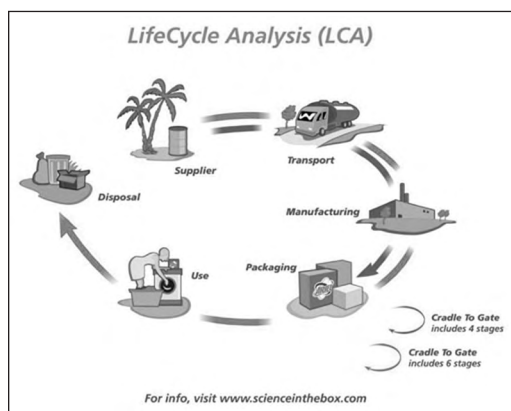 LifeCycle Analysis (LCA)
Supplier
Transport
Disposal
Manufacturing
Use
Packaging
Cradle To Gate
includes 4 stages
Cradle To Gate
includes 6 stages
For info, visit www.scienceinthebox.com